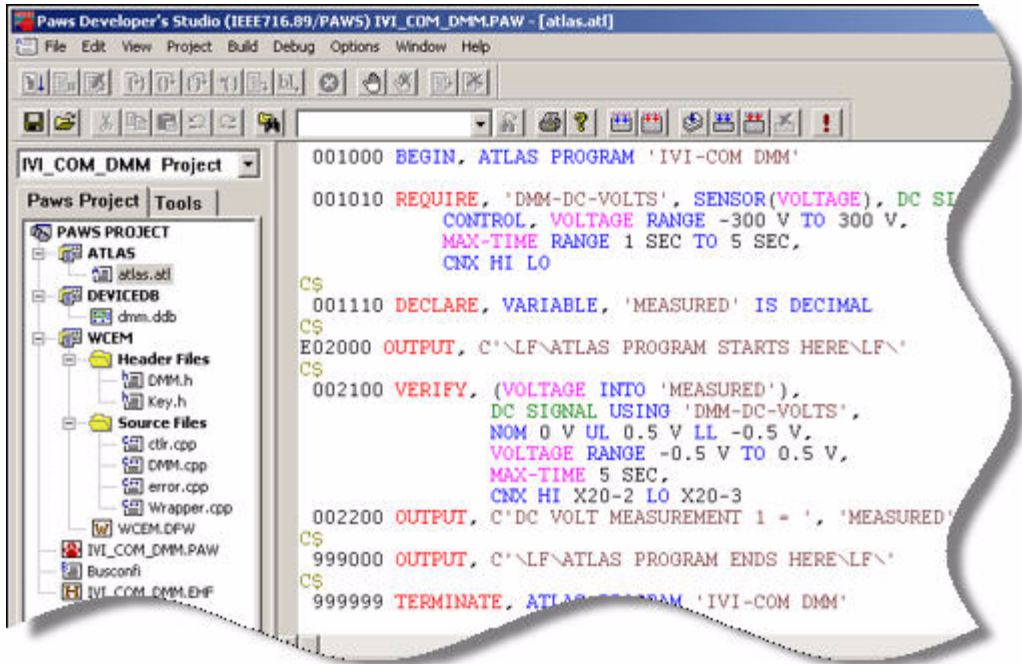 Paws Developer's Studio (IEEE716.89/PAWS) IVI_COM_DMM.PAW - [atlas.atl]
File Edit View Project Build Debug Options Window Help
IVI_COM_DMM Project
Paws Project Tools
PAWS PROJECT
ATLAS
atlas.atl
DEVICEDB
dmm.ddb
WCEM
Header Files
DMM.h
Key.h
Source Files
ctlr.cpp
DMM.cpp
error.cpp
Wrapper.cpp
WCEM.DFW
IVI_COM_DMM.PAW
Busconfi
IVI_COM_DMM.EHF
001000 BEGIN, ATLAS PROGRAM 'IVI-COM DMM'
001010 REQUIRE, 'DMM-DC-VOLTS', SENSOR(VOLTAGE), DC SI
CONTROL, VOLTAGE RANGE -300 V TO 300 V,
MAX-TIME RANGE 1 SEC TO 5 SEC,
CNX HI LO
C$
001110 DECLARE, VARIABLE, 'MEASURED' IS DECIMAL
C$
E02000 OUTPUT, C'\LF\ATLAS PROGRAM STARTS HERE\LF\'
C$
002100 VERIFY, (VOLTAGE INTO 'MEASURED'),
DC SIGNAL USING 'DMM-DC-VOLTS',
NOM 0 V UL 0.5 V LL -0.5 V,
VOLTAGE RANGE -0.5 V TO 0.5 V,
MAX-TIME 5 SEC,
CNX HI X20-2 LO X20-3
002200 OUTPUT, C'DC VOLT MEASUREMENT 1 = ', 'MEASURED'
C$
999000 OUTPUT, C'\LF\ATLAS PROGRAM ENDS HERE\LF\'
C$
999999 TERMINATE, ATLAS PROGRAM 'IVI-COM DMM'